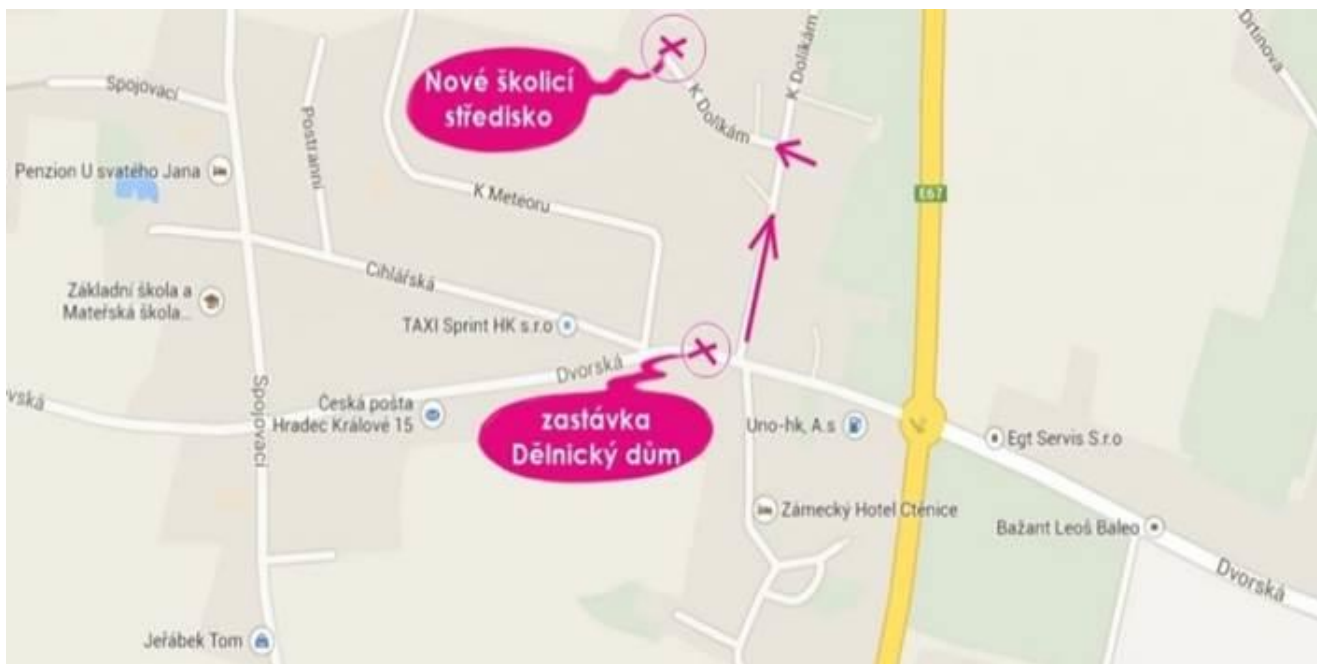 Drtinova
K Dolíkám
Nové školicí
středisko
K Dolíkám
Spojovací
Postranní
Penzion U svatého Jana
K Meteoru
E67
Cihlářská
Základní škola a
Mateřská škola...
TAXI Sprint HK s.r.o
Dvorská
vská
Spojovací
Česká pošta
Hradec Králové 15
zastávka
Dělnický dům
Uno-hk, A.s
Egt Servis S.r.o
Zámecký Hotel Ctěnice
Bažant Leoš Baleo
Dvorská
Jeřábek Tom